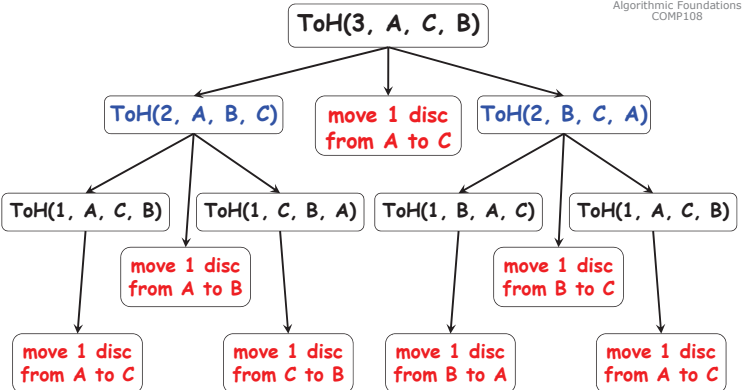 Algorithmic Foundations
COMP108
ToH(3, A, C, B)
ToH(2, A, B, C)
move 1 disc
from A to C
ToH(2, B, C, A)
ToH(1, A, C, B)
ToH(1, C, B, A)
ToH(1, B, A, C)
ToH(1, A, C, B)
move 1 disc
from A to B
move 1 disc
from B to C
move 1 disc
from A to C
move 1 disc
from C to B
move 1 disc
from B to A
move 1 disc
from A to C